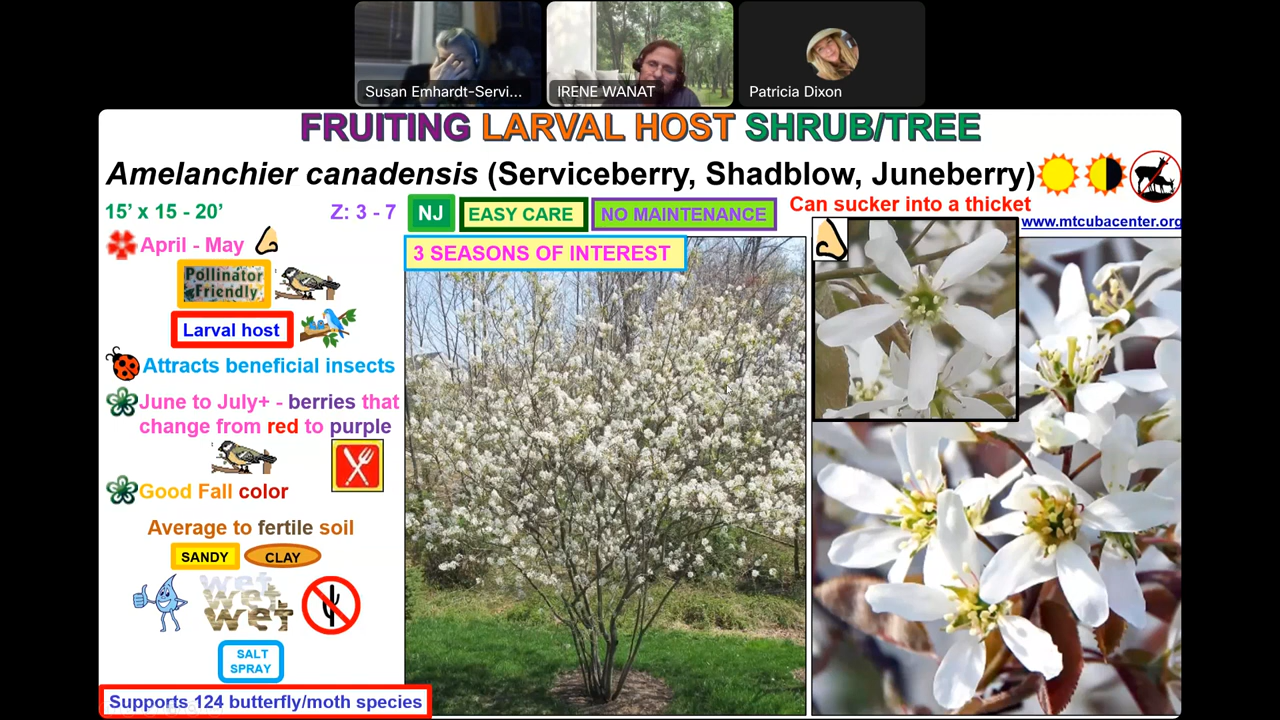 Susan Emhardt-Servi...
IRENE WANAT
Patricia Dixon
FRUITING LARVAL HOST SHRUB/TREE
Amelanchier canadensis (Serviceberry, Shadblow, Juneberry)
15’ x 15 - 20’
Z: 3 - 7
NJ
EASY CARE
NO MAINTENANCE
Can sucker into a thicket
www.mtcubacenter.org
April - May
3 SEASONS OF INTEREST
Pollinator
Friendly
Larval host
Attracts beneficial insects
June to July+ - berries that
change from red to purple
Good Fall color
Average to fertile soil
SANDY
CLAY
wet
wet
wet
SALT
SPRAY
Supports 124 butterfly/moth species